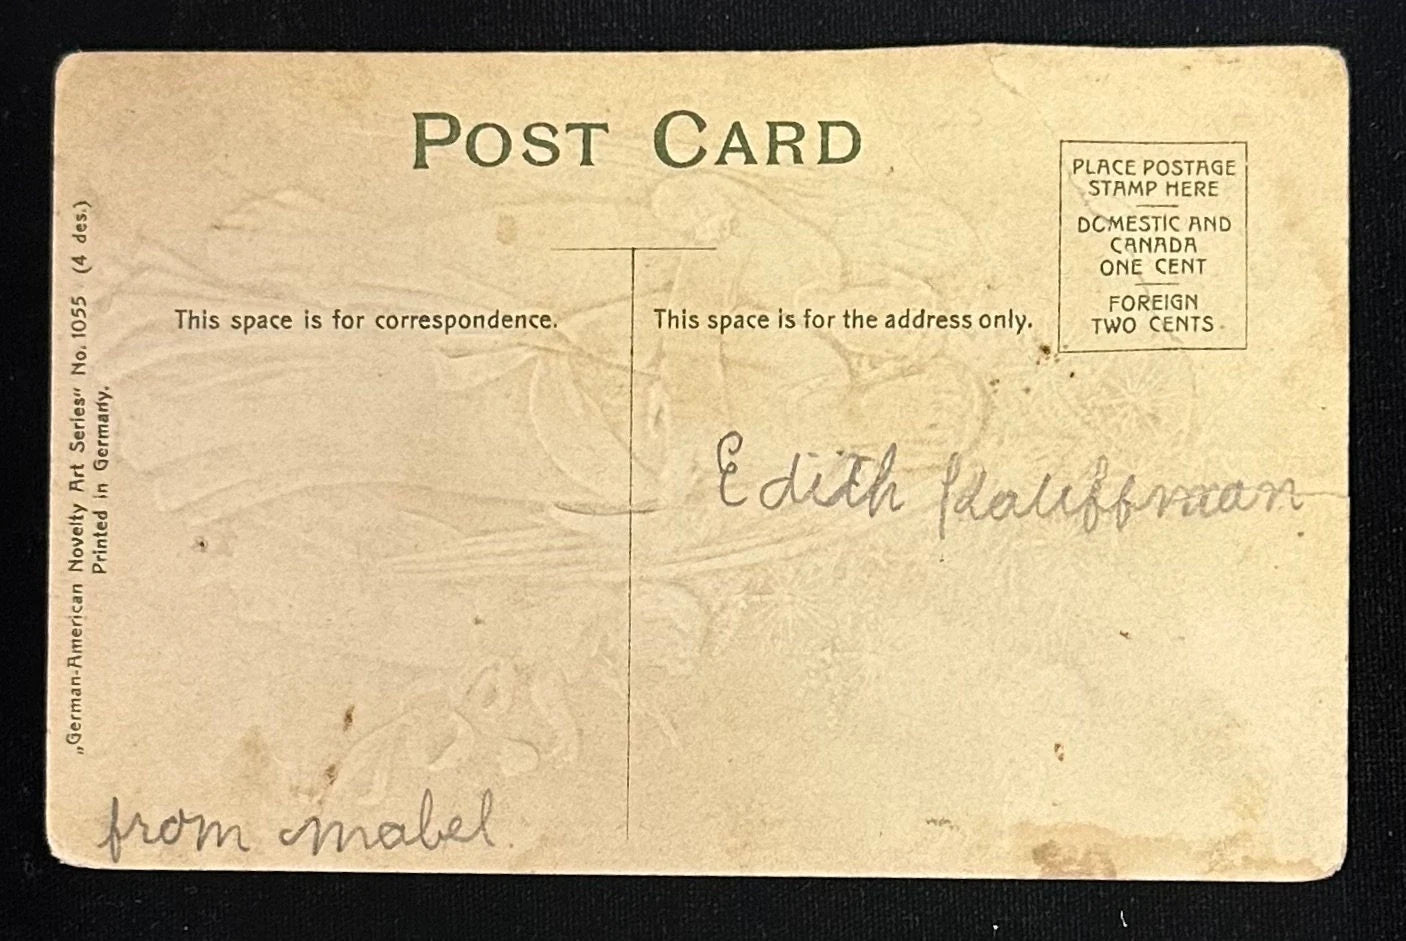 POST CARD
PLACE POSTAGE
STAMP HERE
DOMESTIC AND
CANADA
ONE CENT
FOREIGN
TWO CENTS.
This space is for correspondence.
This space is for the address only.
„German-American Novelty Art Series" No. 1055 (4 des.)
Printed in Germany.
Edith Kauffman
from Mabel.